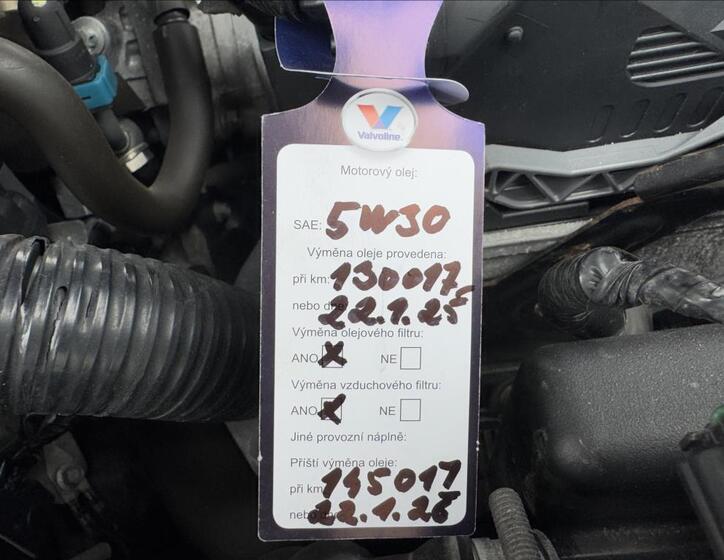 Valvoline
Motorový olej:
SAE: 5W30
Výměna oleje provedena:
při km: 130017
nebo dne 22.1.25
Výměna olejového filtru:
ANO X NE
Výměna vzduchového filtru:
ANO X NE
Jiné provozní náplně:
Příští výměna oleje:
při km 145017
nebo dne 22.1.26